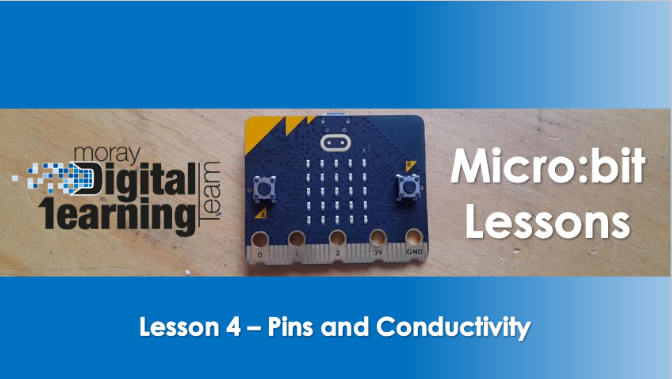 moray
Digital
1earning
Team
Micro:bit
Lessons
A
B
0
1
2
3V
GND
Lesson 4 – Pins and Conductivity